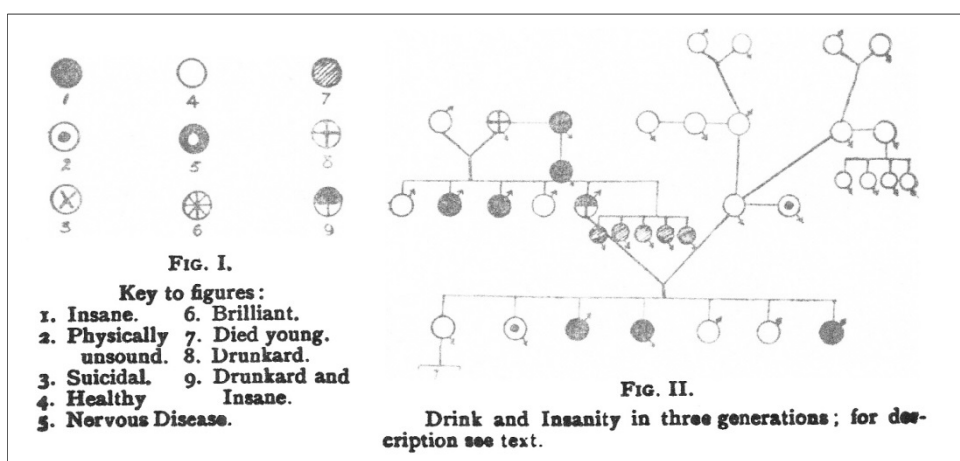 1 4 7
2 5 8
3 6 9
FIG. I.
Key to figures:
1. Insane. 6. Brilliant.
2. Physically 7. Died young.
unsound. 8. Drunkard.
3. Suicidal. 9. Drunkard and
4. Healthy Insane.
5. Nervous Disease.
FIG. II.
Drink and Insanity in three generations; for des-
cription see text.